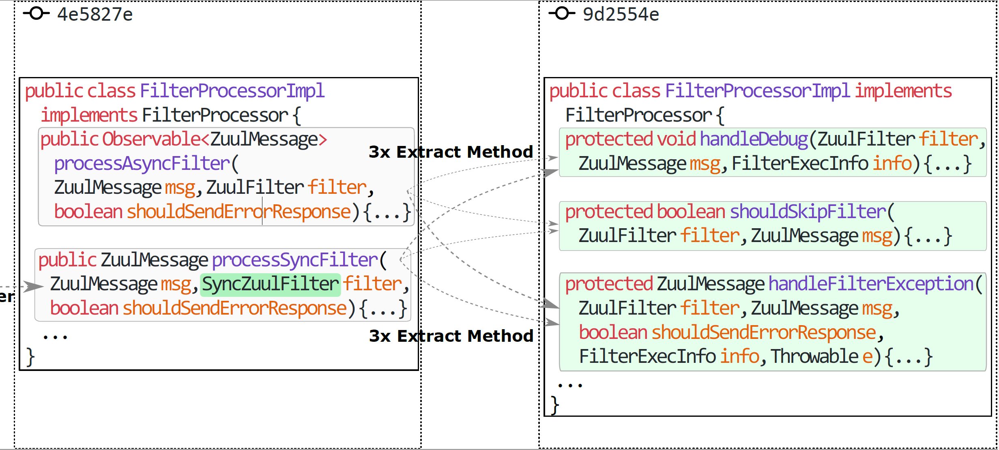 4e5827e
public class FilterProcessorImpl
implements FilterProcessor {
public Observable<ZuulMessage>
processAsyncFilter(
ZuulMessage msg, ZuulFilter filter,
boolean shouldSendErrorResponse){...}
public ZuulMessage processSyncFilter(
ZuulMessage msg, SyncZuulFilter filter,
boolean shouldSendErrorResponse){...}
...
}
er
3x Extract Method
3x Extract Method
9d2554e
public class FilterProcessorImpl implements
FilterProcessor {
protected void handleDebug(ZuulFilter filter,
ZuulMessage msg, FilterExecInfo info){...}
protected boolean shouldSkipFilter(
ZuulFilter filter, ZuulMessage msg){...}
protected ZuulMessage handleFilterException(
ZuulFilter filter, ZuulMessage msg,
boolean shouldSendErrorResponse,
FilterExecInfo info, Throwable e){...}
...
}